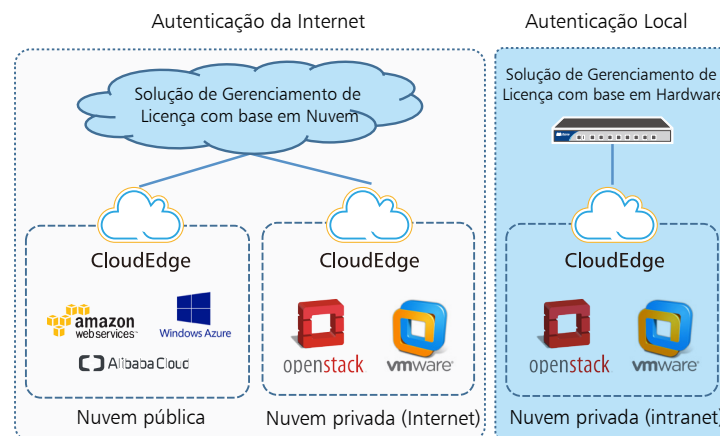 Autenticação da Internet
Autenticação Local
Solução de Gerenciamento de
Licença com base em Nuvem
Solução de Gerenciamento de
Licença com base em Hardware
CloudEdge
CloudEdge
CloudEdge
amazon
web services
Windows Azure
Alibaba Cloud
openstack
vmware
openstack
vmware
Nuvem pública
Nuvem privada (Internet)
Nuvem privada (intranet)